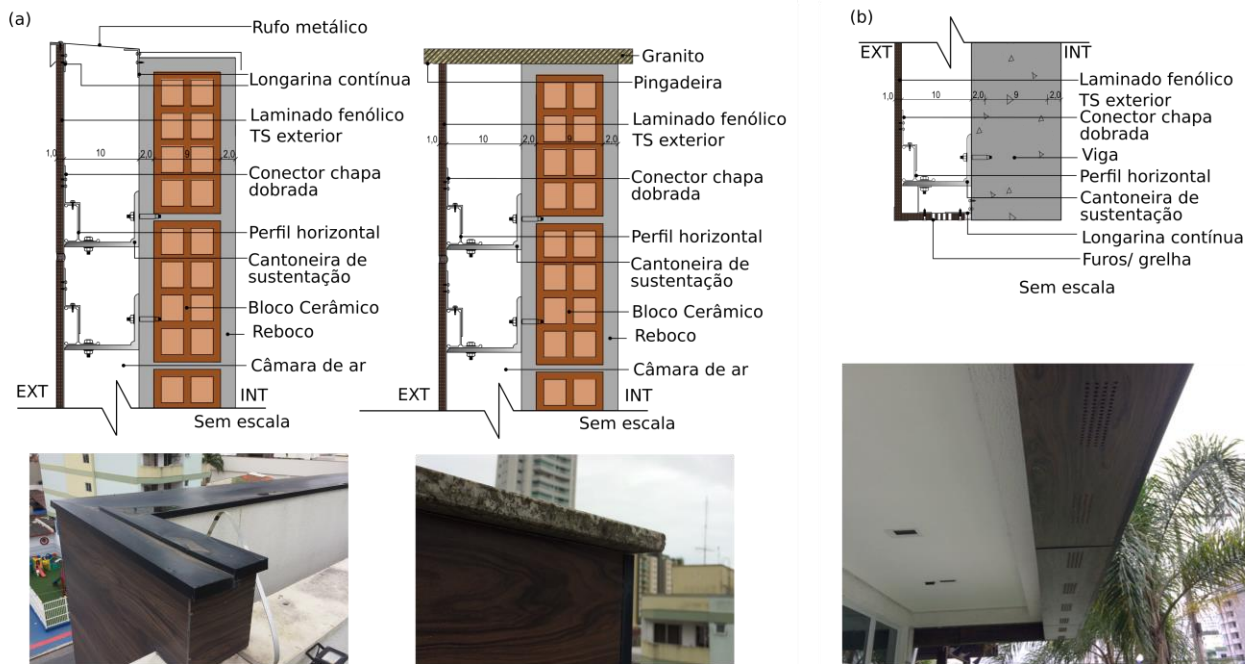 (a)
Rufo metálico
Longarina contínua
Laminado fenólico
TS exterior
1,0
10
2,0
9
2,0
Conector chapa
dobrada
Perfil horizontal
Cantoneira de
sustentação
Bloco Cerâmico
Reboco
Câmara de ar
EXT
INT
Sem escala
Granito
Pingadeira
Laminado fenólico
TS exterior
1,0
10
2,0
9
2,0
Conector chapa
dobrada
Perfil horizontal
Cantoneira de
sustentação
Bloco Cerâmico
Reboco
Câmara de ar
EXT
INT
Sem escala
(b)
EXT
INT
Laminado fenólico
TS exterior
1,0
10
2,0
9
2,0
Conector chapa
dobrada
Viga
Perfil horizontal
Cantoneira de
sustentação
Longarina contínua
Furos/ grelha
Sem escala